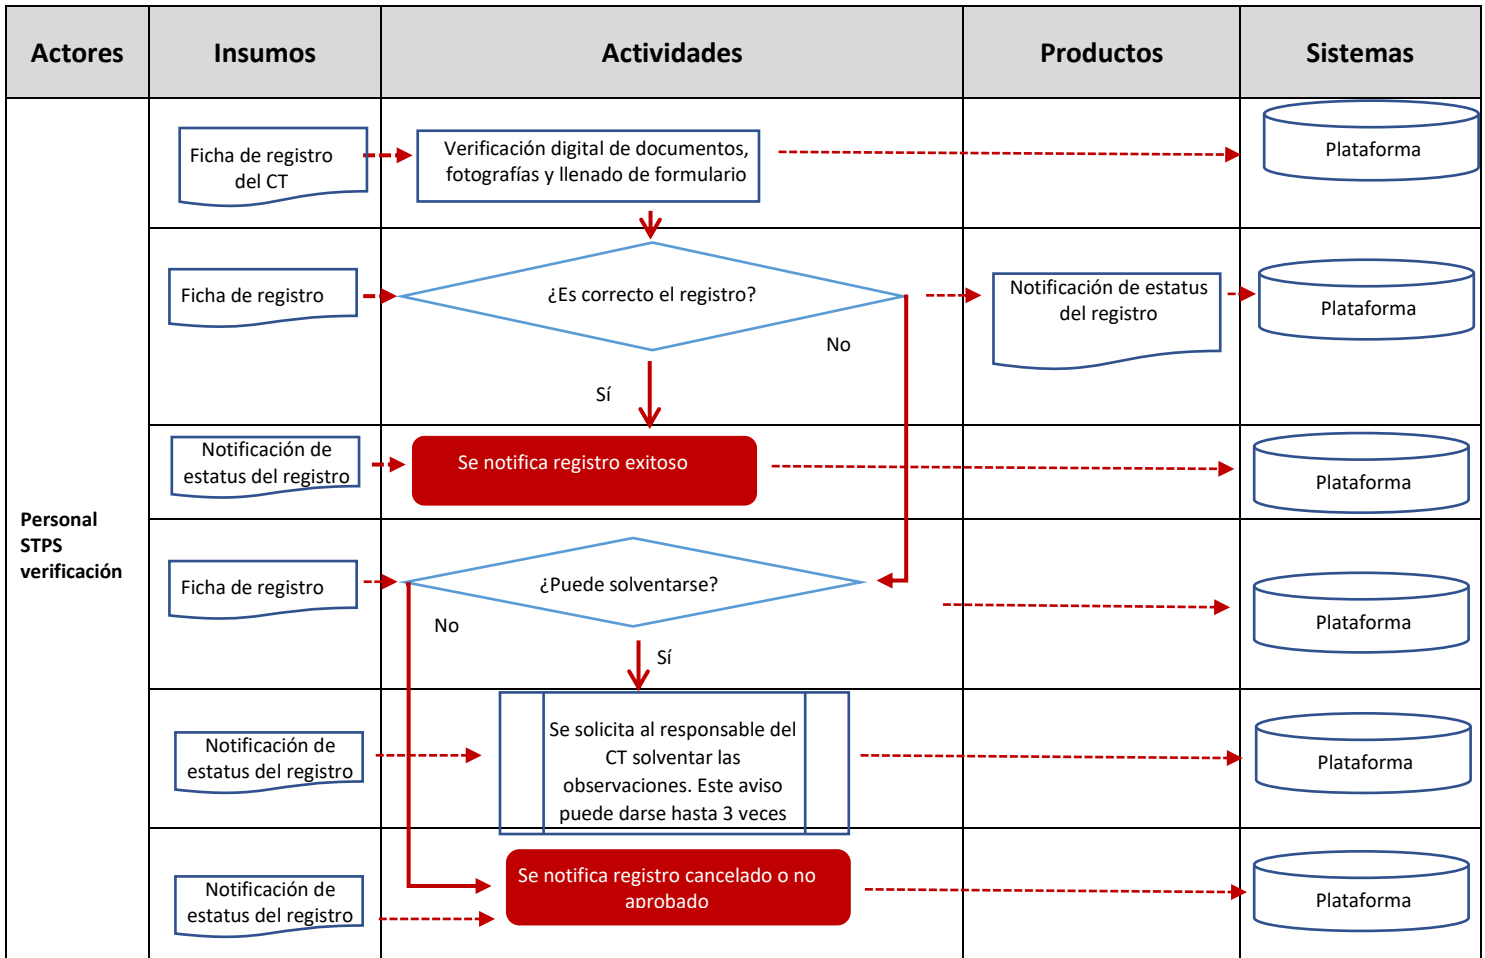 Actores
Insumos
Actividades
Productos
Sistemas
Personal
STPS
verificación
Ficha de registro
del CT
Verificación digital de documentos,
fotografías y llenado de formulario
Plataforma
Ficha de registro
¿Es correcto el registro?
No
Sí
Notificación de estatus
del registro
Plataforma
Notificación de
estatus del registro
Se notifica registro exitoso
Plataforma
Ficha de registro
¿Puede solventarse?
No
Sí
Plataforma
Notificación de
estatus del registro
Se solicita al responsable del
CT solventar las
observaciones. Este aviso
puede darse hasta 3 veces
Plataforma
Notificación de
estatus del registro
Se notifica registro cancelado o no
aprobado
Plataforma